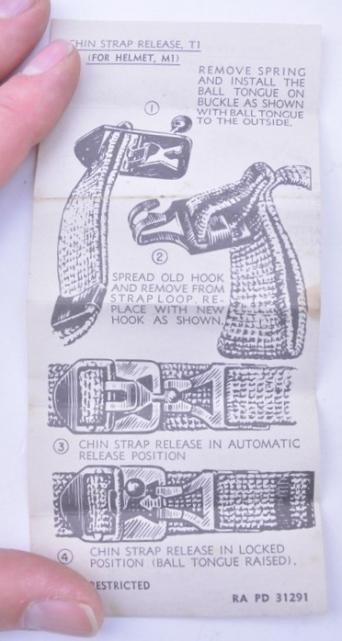 CHIN STRAP RELEASE, T1
(FOR HELMET, M1)
REMOVE SPRING
AND INSTALL THE
BALL TONGUE ON
BUCKLE AS SHOWN
WITH BALL TONGUE
TO THE OUTSIDE.
1
2
SPREAD OLD HOOK
AND REMOVE FROM
STRAP LOOP. RE-
PLACE WITH NEW
HOOK AS SHOWN.
3 CHIN STRAP RELEASE IN AUTOMATIC
RELEASE POSITION
4 CHIN STRAP RELEASE IN LOCKED
POSITION (BALL TONGUE RAISED).
RESTRICTED
RA PD 31291